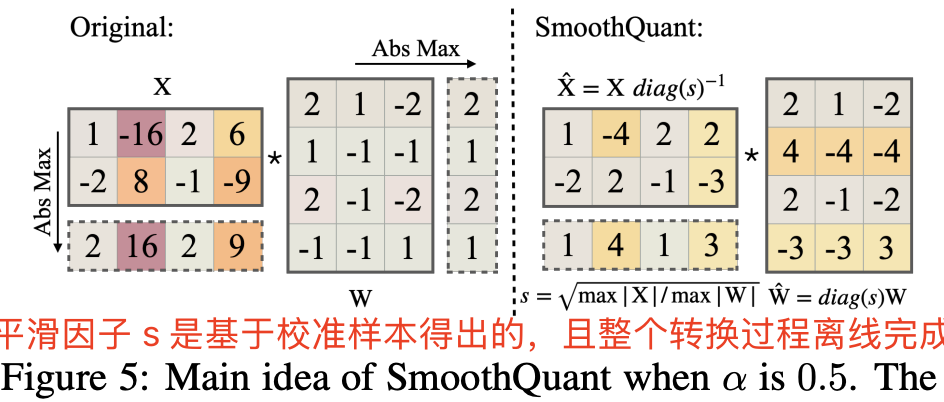 Original:
SmoothQuant:
Abs Max
X
X̂ = X diag(s)⁻¹
1 -16 2 6
-2 8 -1 -9
Abs Max
2 16 2 9
*
2 1 -2
1 -1 -1
2 -1 -2
-1 -1 1
2
1
2
1
W
1 -4 2 2
-2 2 -1 -3
1 4 1 3
*
2 1 -2
4 -4 -4
2 -1 -2
-3 -3 3
s = √max |X| / max |W|
Ŵ = diag(s)W
平滑因子 s 是基于校准样本得出的，且整个转换过程离线完成
Figure 5: Main idea of SmoothQuant when α is 0.5. The